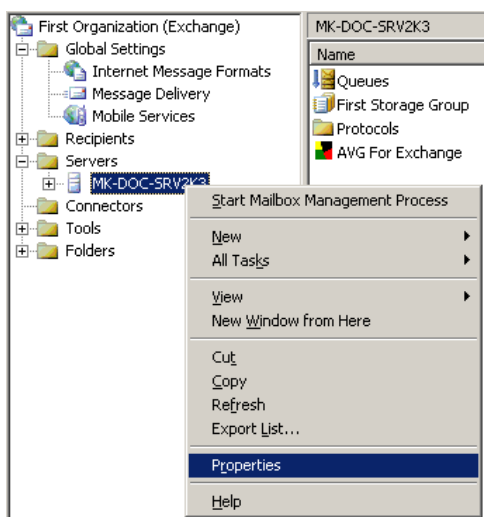 First Organization (Exchange)
Global Settings
Internet Message Formats
Message Delivery
Mobile Services
Recipients
Servers
MK-DOC-SRV2K3
Connectors
Tools
Folders
MK-DOC-SRV2K3
Name
Queues
First Storage Group
Protocols
AVG For Exchange
Start Mailbox Management Process
New
All Tasks
View
New Window from Here
Cut
Copy
Refresh
Export List...
Properties
Help